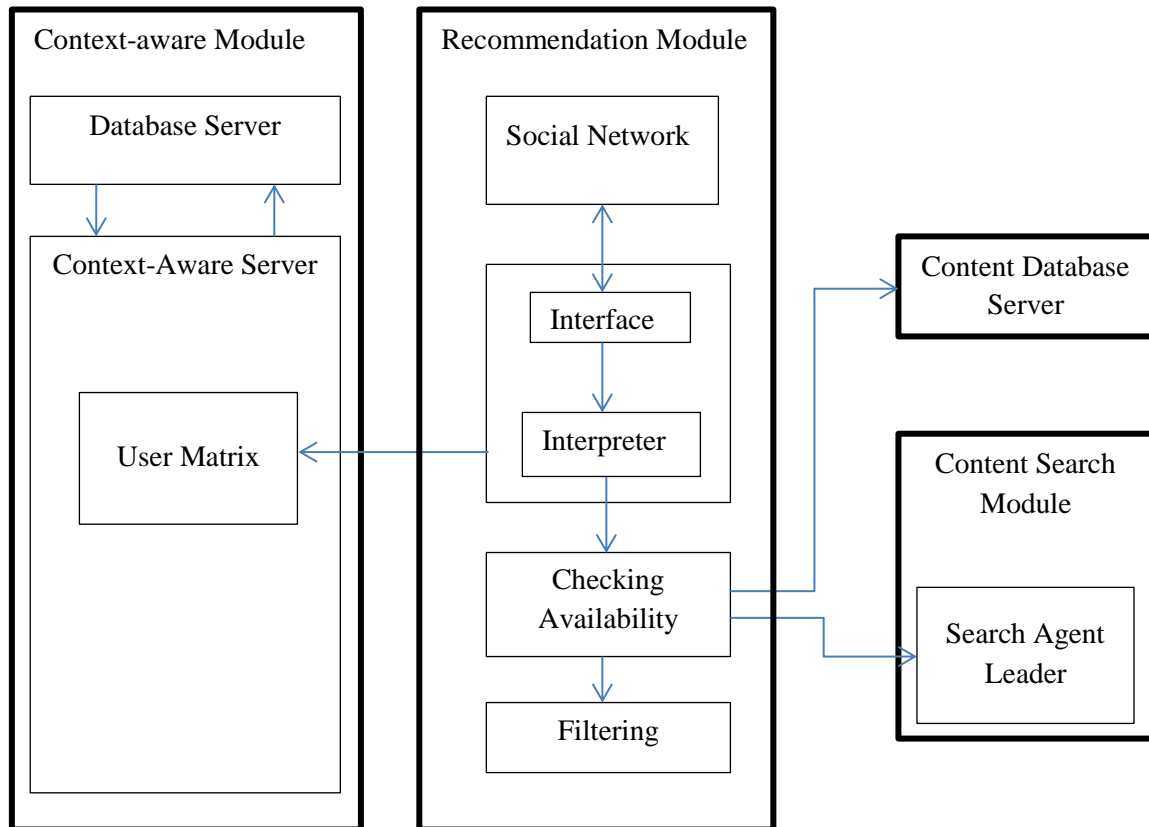 Context-aware Module
Database Server
Context-Aware Server
User Matrix
Recommendation Module
Social Network
Interface
Interpreter
Checking
Availability
Filtering
Content Database
Server
Content Search
Module
Search Agent
Leader